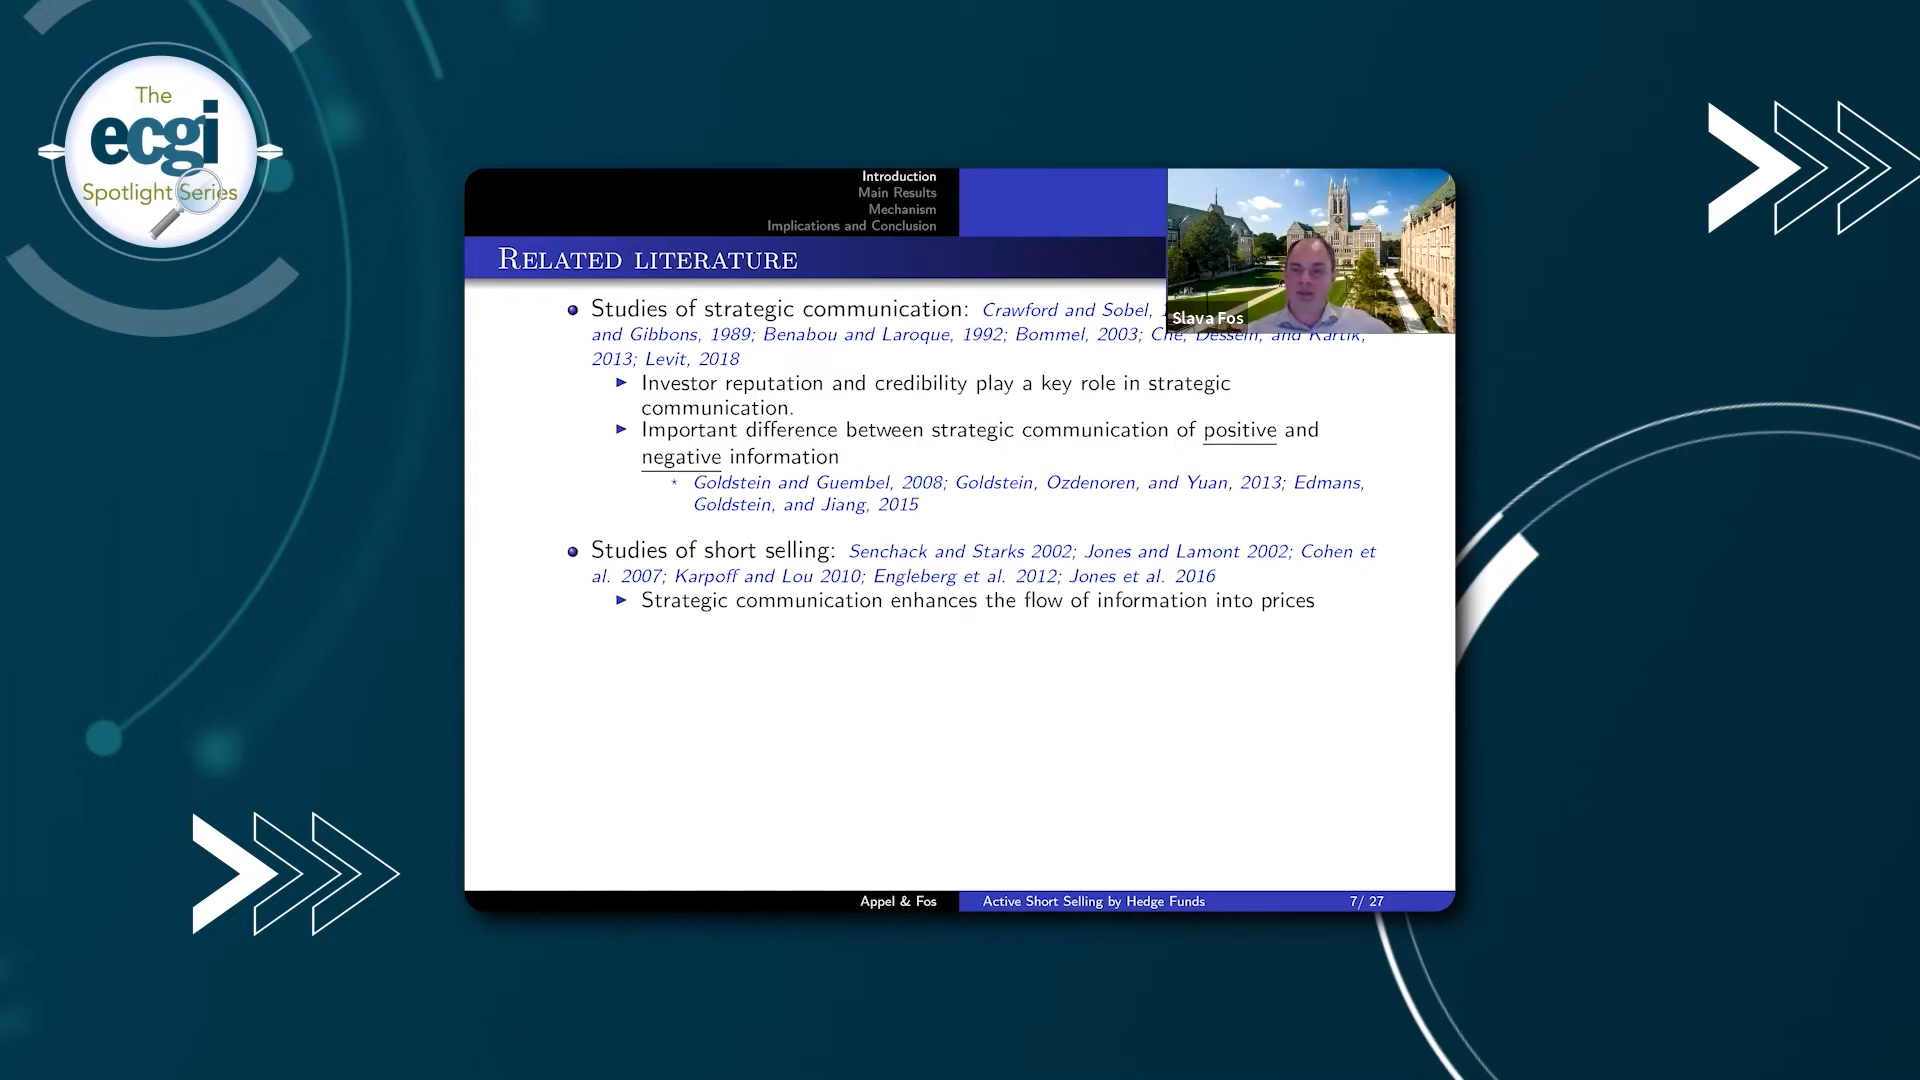 The
ecgi
Spotlight Series
Introduction
Main Results
Mechanism
Implications and Conclusion
Related literature
Slava Fos
Studies of strategic communication: Crawford and Sobel,
and Gibbons, 1989; Benabou and Laroque, 1992; Bommel, 2003; Che, Dessein, and Kartik,
2013; Levit, 2018
Investor reputation and credibility play a key role in strategic
communication.
Important difference between strategic communication of positive and
negative information
* Goldstein and Guembel, 2008; Goldstein, Ozdenoren, and Yuan, 2013; Edmans,
Goldstein, and Jiang, 2015
Studies of short selling: Senchack and Starks 2002; Jones and Lamont 2002; Cohen et
al. 2007; Karpoff and Lou 2010; Engleberg et al. 2012; Jones et al. 2016
Strategic communication enhances the flow of information into prices
Appel & Fos
Active Short Selling by Hedge Funds
7/ 27